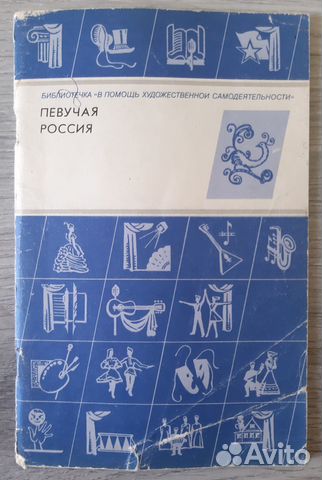 БИБЛИОТЕЧКА «В ПОМОЩЬ ХУДОЖЕСТВЕННОЙ САМОДЕЯТЕЛЬНОСТИ»
ПЕВУЧАЯ
РОССИЯ
Avito